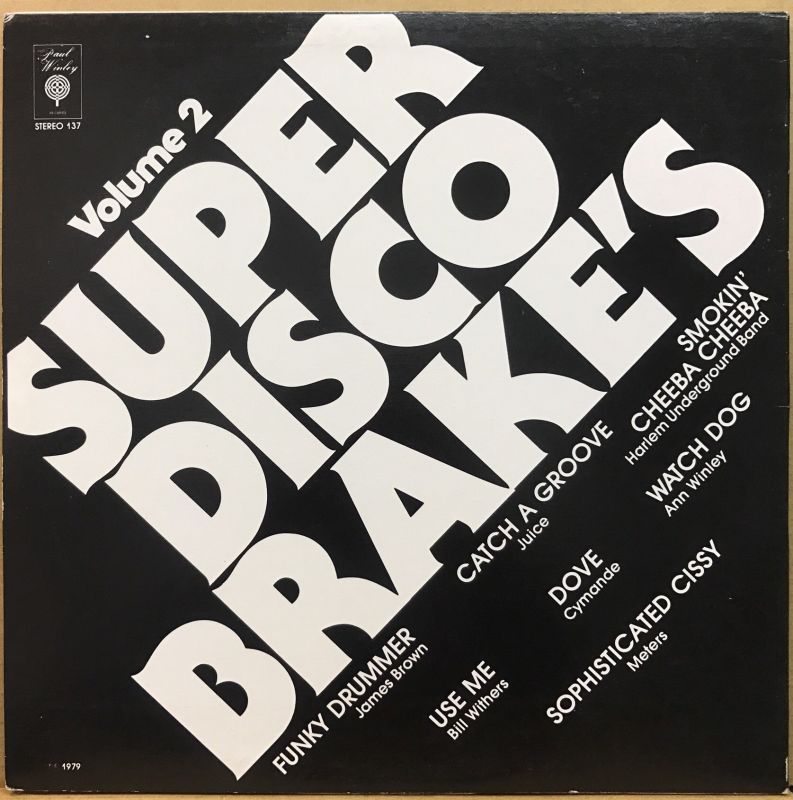 Paul
Winley
RECORDS
STEREO 137
Volume 2
SUPER
DISCO
BRAKE'S
SMOKIN'
CHEEBA CHEEBA
Harlem Underground Band
CATCH A GROOVE
Juice
WATCH DOG
Ann Winley
DOVE
Cymande
FUNKY DRUMMER
James Brown
USE ME
Bill Withers
SOPHISTICATED CISSY
Meters
1979